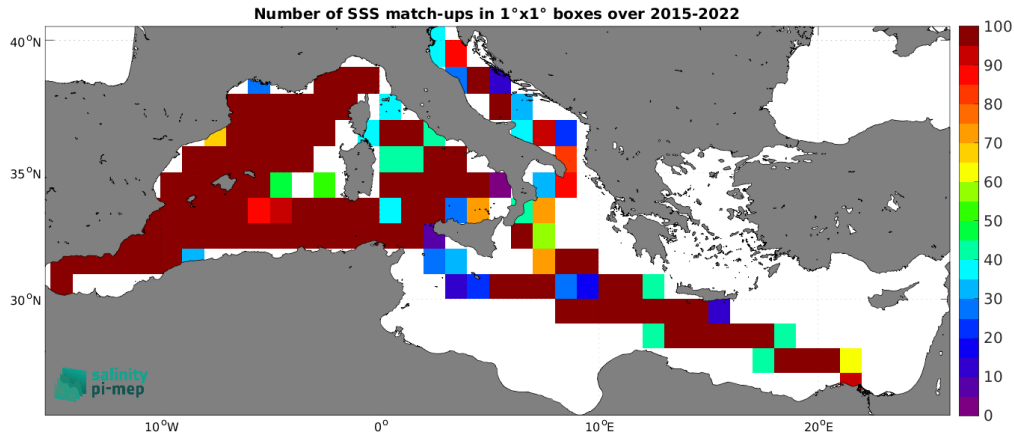 Number of SSS match-ups in 1°x1° boxes over 2015-2022
40°N
35°N
30°N
10°W
0°
10°E
20°E
100
90
80
70
60
50
40
30
20
10
0
salinity
pi-mep